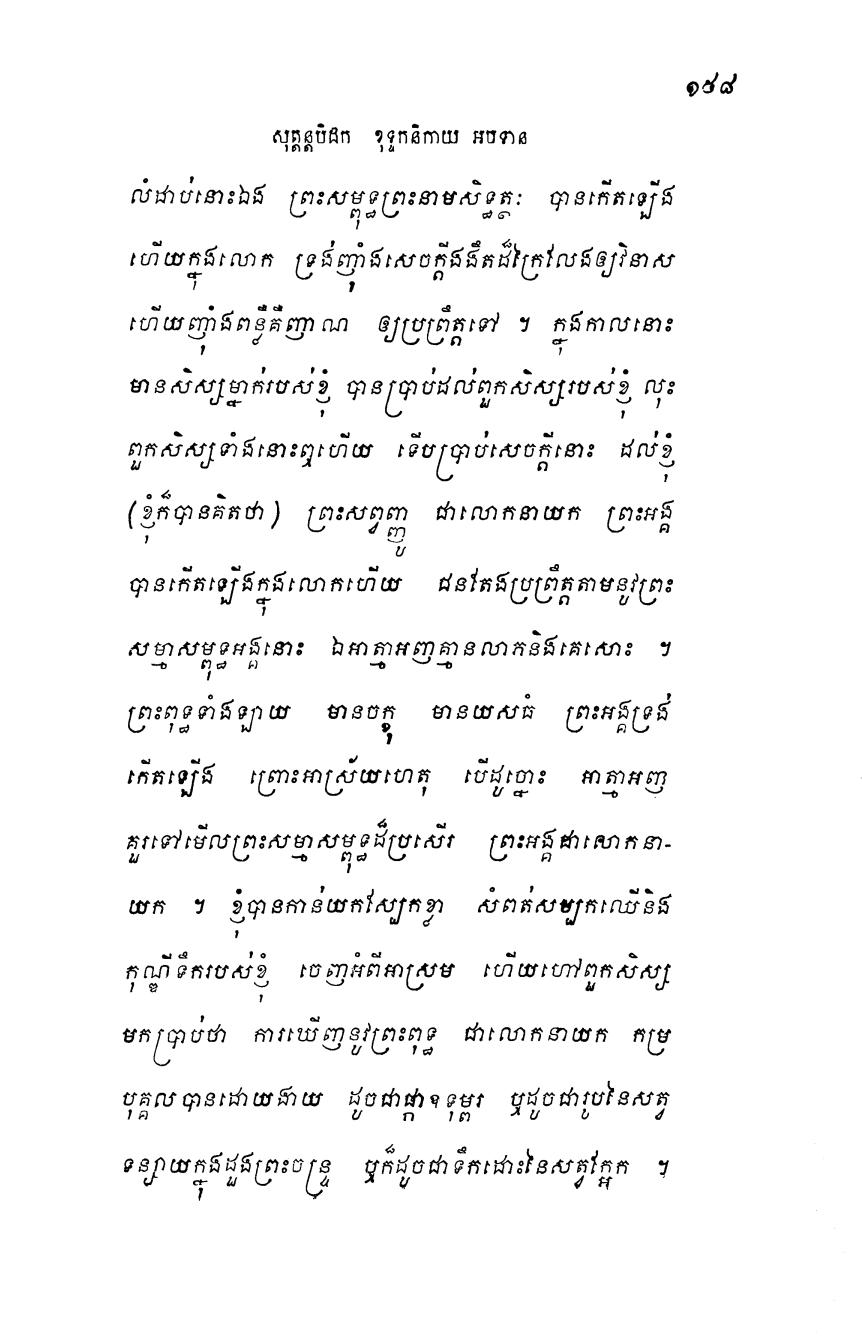 ១៥៨
សុត្តន្តបិដក ខុទ្ទកនិកាយ អបទាន
លំដាប់នោះឯង ព្រះសម្ពុទ្ធព្រះនាមសិទ្ធត្ថៈ បានកើតឡើង
ហើយក្នុងលោក ទ្រង់ញ៉ាំងសេចក្តីងងឹតដ៏ក្រៃលែងឲ្យវិនាស
ហើយញ៉ាំងពន្លឺគឺញាណ ឲ្យប្រព្រឹត្តទៅ ។ ក្នុងកាលនោះ
មានសិស្សម្នាក់របស់ខ្ញុំ បានប្រាប់ដល់ពួកសិស្សរបស់ខ្ញុំ លុះ
ពួកសិស្សទាំងនោះឮហើយ ទើបប្រាប់សេចក្តីនោះ ដល់ខ្ញុំ
(ខ្ញុំក៏បានគិតថា) ព្រះសព្វញ្ញូ ជាលោកនាយក ព្រះអង្គ
បានកើតឡើងក្នុងលោកហើយ ជនតែងប្រព្រឹត្តតាមនូវព្រះ
សម្មាសម្ពុទ្ធអង្គនោះ ឯអាត្មាអញគ្មានលាកនិងគេសោះ ។
ព្រះពុទ្ធទាំងឡាយ មានចក្ខុ មានយសធំ ព្រះអង្គទ្រង់
កើតឡើង ព្រោះអាស្រ័យហេតុ បើដូច្នោះ អាត្មាអញ
គួរទៅមើលព្រះសម្មាសម្ពុទ្ធដ៏ប្រសើរ ព្រះអង្គជាលោកនា-
យក ។ ខ្ញុំបានកាន់យកស្បែកខ្លា សំពត់សម្បកឈើនិង
កុណ្ឌីទឹករបស់ខ្ញុំ ចេញអំពីអាស្រម ហើយហៅពួកសិស្ស
មកប្រាប់ថា ការឃើញនូវព្រះពុទ្ធ ជាលោកនាយក កម្រ
បុគ្គលបានដោយងាយ ដូចជាផ្កាឧទុម្ពរ ឬដូចជារូបនៃសត្វ
ទន្សាយក្នុងដួងព្រះចន្ទ្រ ឬក៏ដូចជាទឹកដោះនៃសត្វក្អែក ។